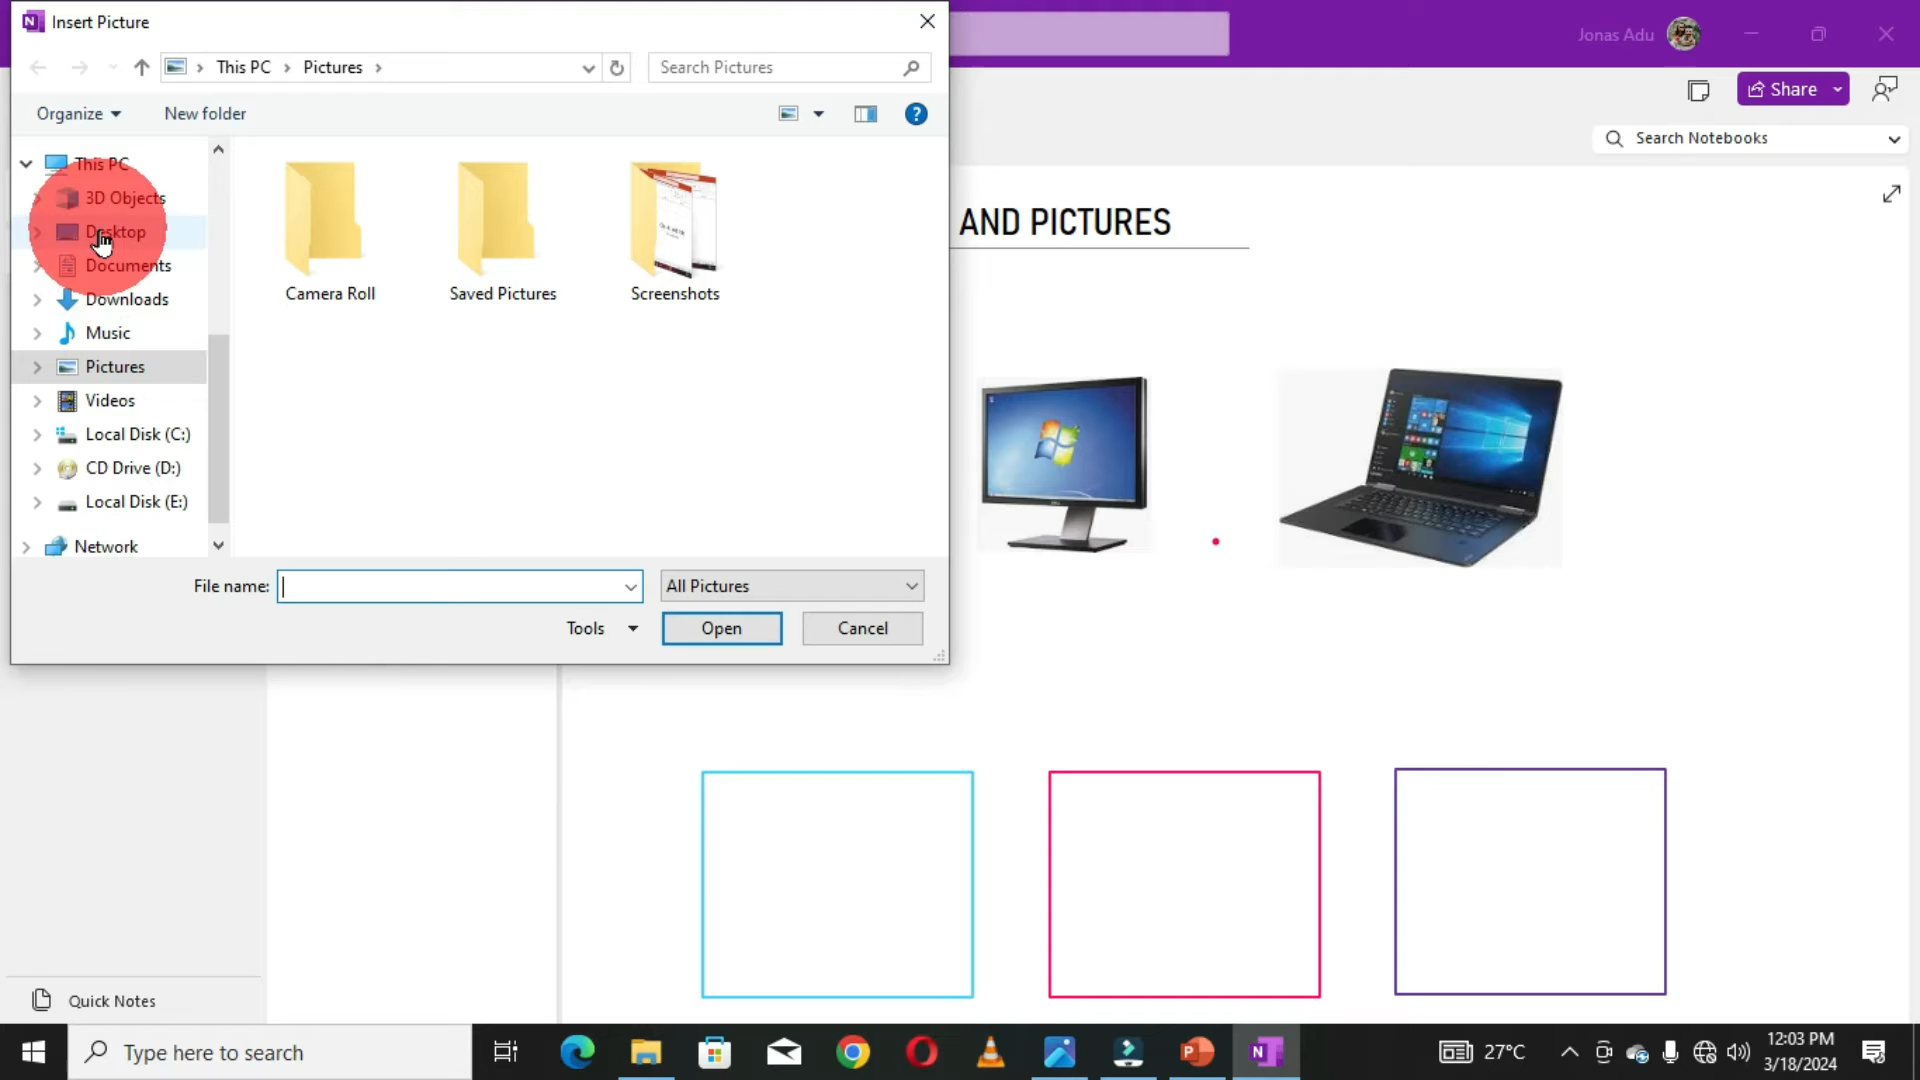 Insert Picture
This PC
Pictures
Search Pictures
Organize
New folder
This PC
3D Objects
Desktop
Documents
Downloads
Music
Pictures
Videos
Local Disk (C:)
CD Drive (D:)
Local Disk (E:)
Network
Camera Roll
Saved Pictures
Screenshots
File name:
All Pictures
Tools
Open
Cancel
Jonas Adu
Share
Search Notebooks
AND PICTURES
Quick Notes
Type here to search
27°C
12:03 PM
3/18/2024